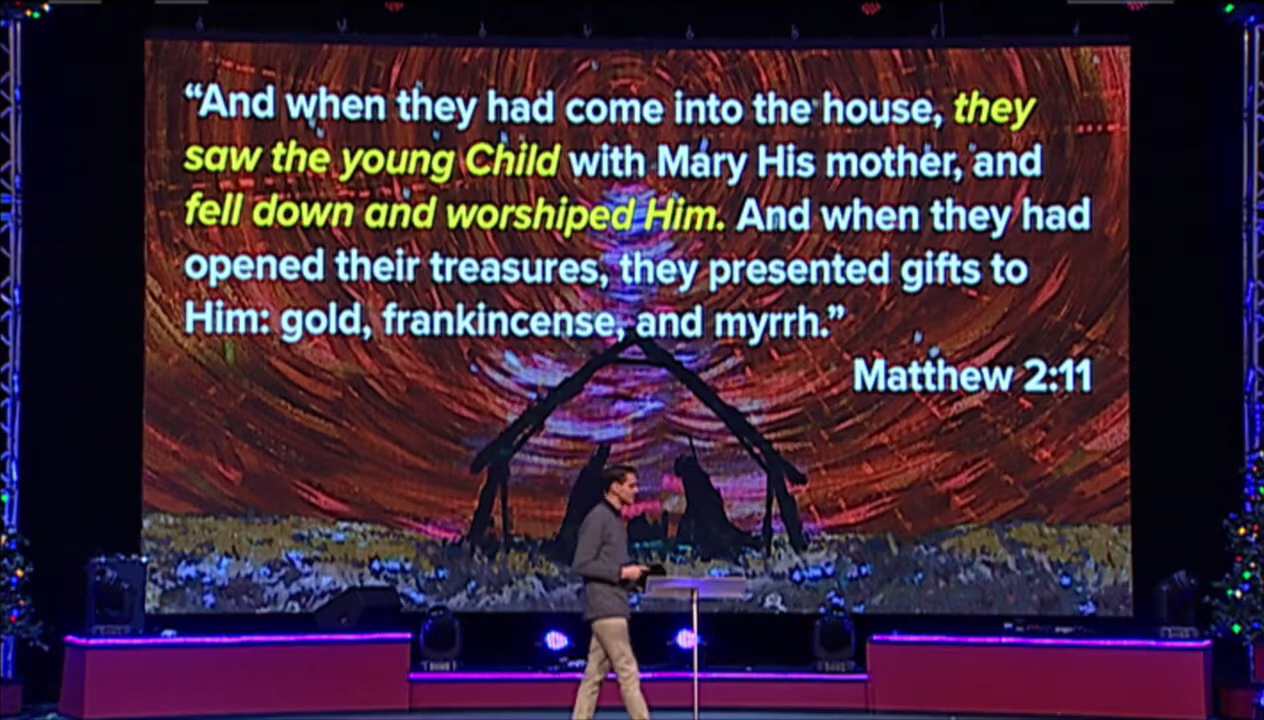 “And when they had come into the house, they
saw the young Child with Mary His mother, and
fell down and worshiped Him. And when they had
opened their treasures, they presented gifts to
Him: gold, frankincense, and myrrh.”
Matthew 2:11